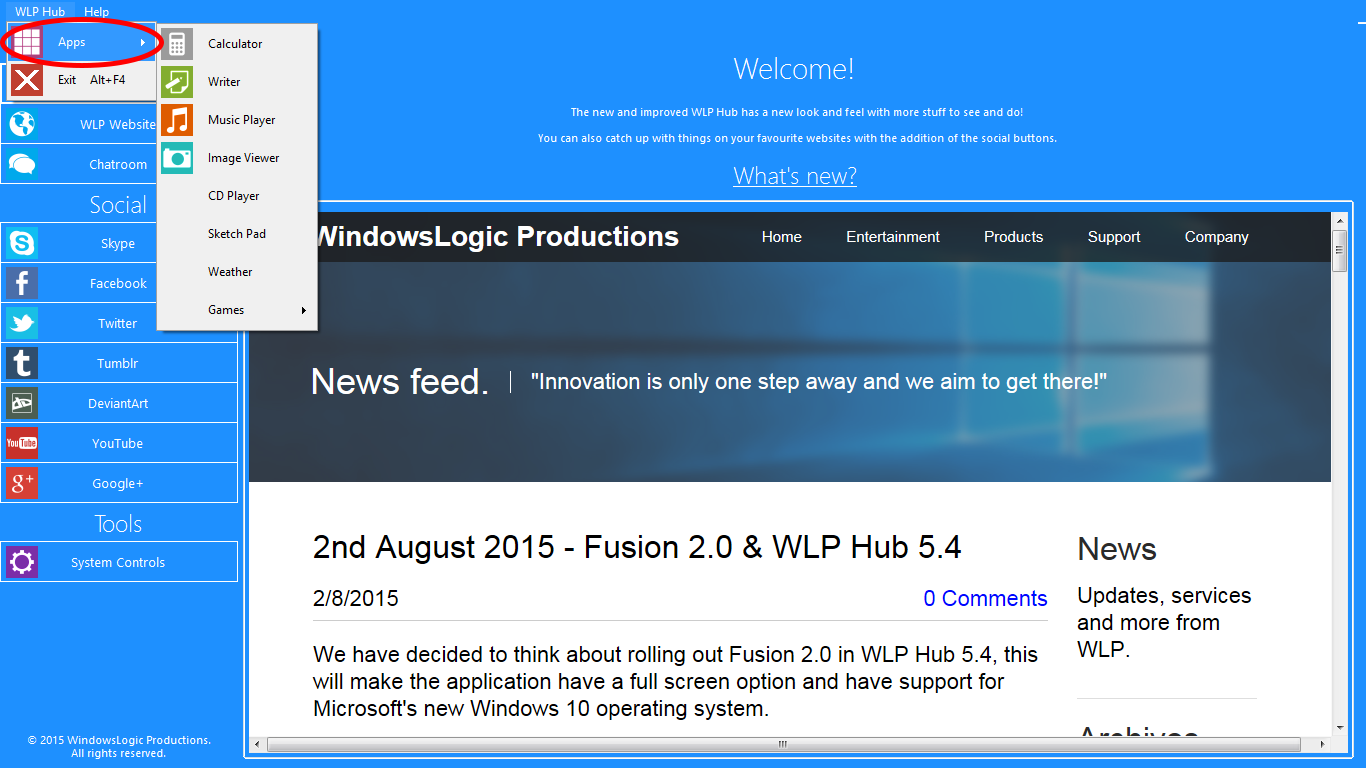 WLP Hub Help
Apps
Exit Alt+F4
Calculator
Writer
Music Player
Image Viewer
CD Player
Sketch Pad
Weather
Games
WLP Website
Chatroom
Social
Skype
Facebook
Twitter
Tumblr
DeviantArt
YouTube
Google+
Tools
System Controls
© 2015 WindowsLogic Productions.
All rights reserved.
Welcome!
The new and improved WLP Hub has a new look and feel with more stuff to see and do!
You can also catch up with things on your favourite websites with the addition of the social buttons.
What's new?
WindowsLogic Productions Home Entertainment Products Support Company
News feed. "Innovation is only one step away and we aim to get there!"
2nd August 2015 - Fusion 2.0 & WLP Hub 5.4
2/8/2015 0 Comments
We have decided to think about rolling out Fusion 2.0 in WLP Hub 5.4, this
will make the application have a full screen option and have support for
Microsoft's new Windows 10 operating system.
News
Updates, services
and more from
WLP.
Archives